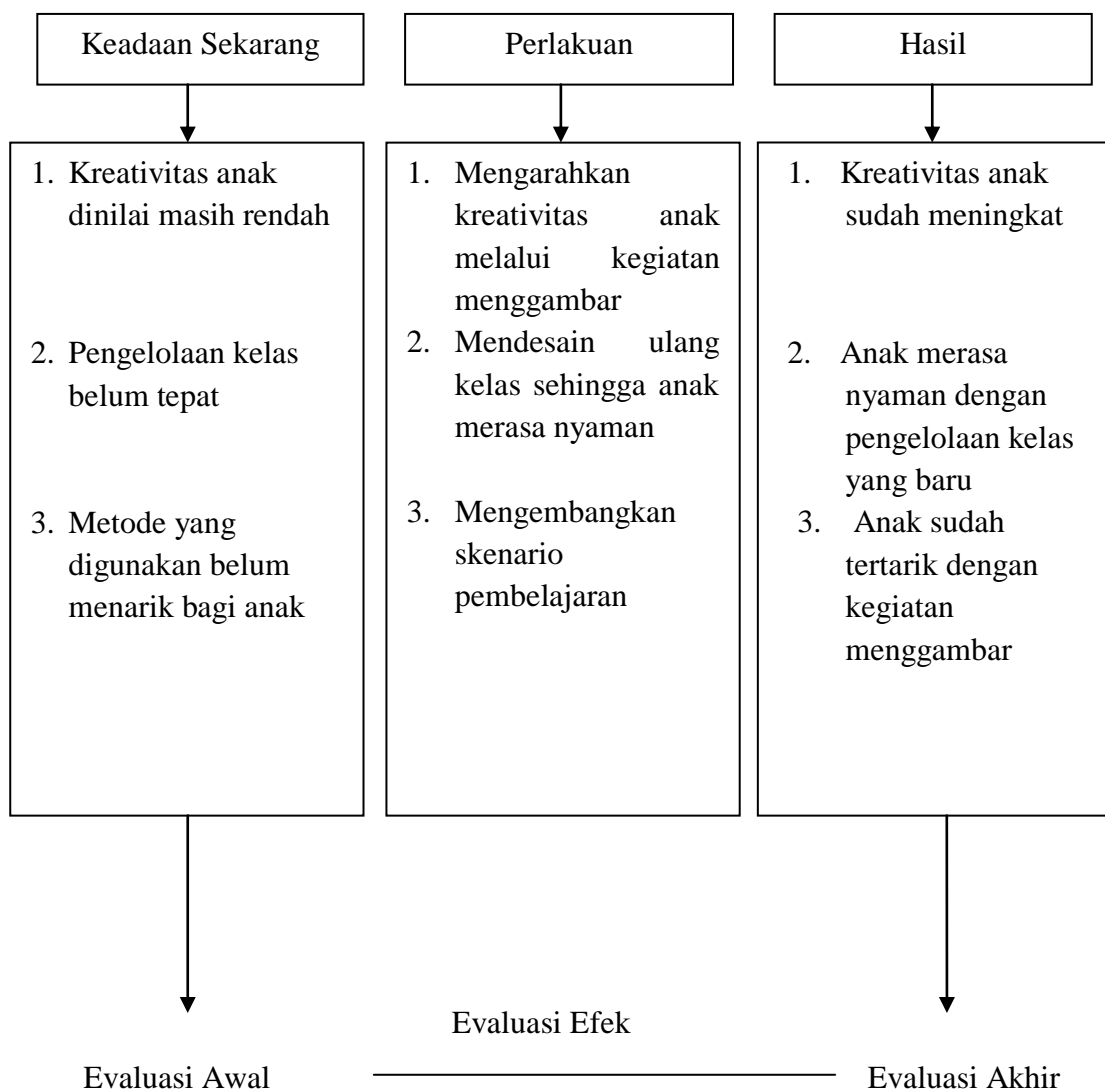 Keadaan Sekarang
Perlakuan
Hasil
1. Kreativitas anak
dinilai masih rendah
2. Pengelolaan kelas
belum tepat
3. Metode yang
digunakan belum
menarik bagi anak
1. Mengarahkan
kreativitas anak
melalui kegiatan
menggambar
2. Mendesain ulang
kelas sehingga anak
merasa nyaman
3. Mengembangkan
skenario
pembelajaran
1. Kreativitas anak
sudah meningkat
2. Anak merasa
nyaman dengan
pengelolaan kelas
yang baru
3. Anak sudah
tertarik dengan
kegiatan
menggambar
Evaluasi Efek
Evaluasi Awal
Evaluasi Akhir